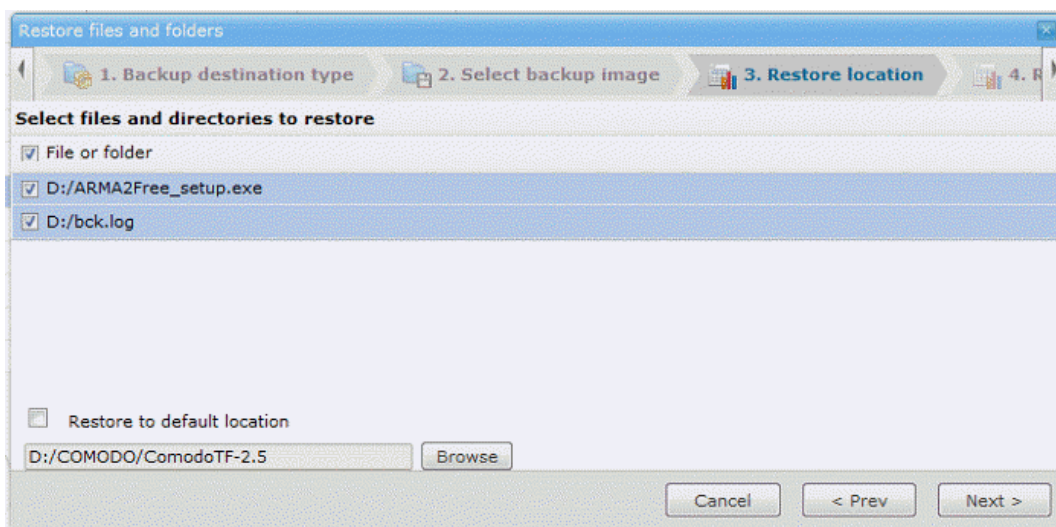 Restore files and folders
1. Backup destination type
2. Select backup image
3. Restore location
4. R
Select files and directories to restore
File or folder
D:/ARMA2Free_setup.exe
D:/bck.log
Restore to default location
D:/COMODO/ComodoTF-2.5
Browse
Cancel
< Prev
Next >